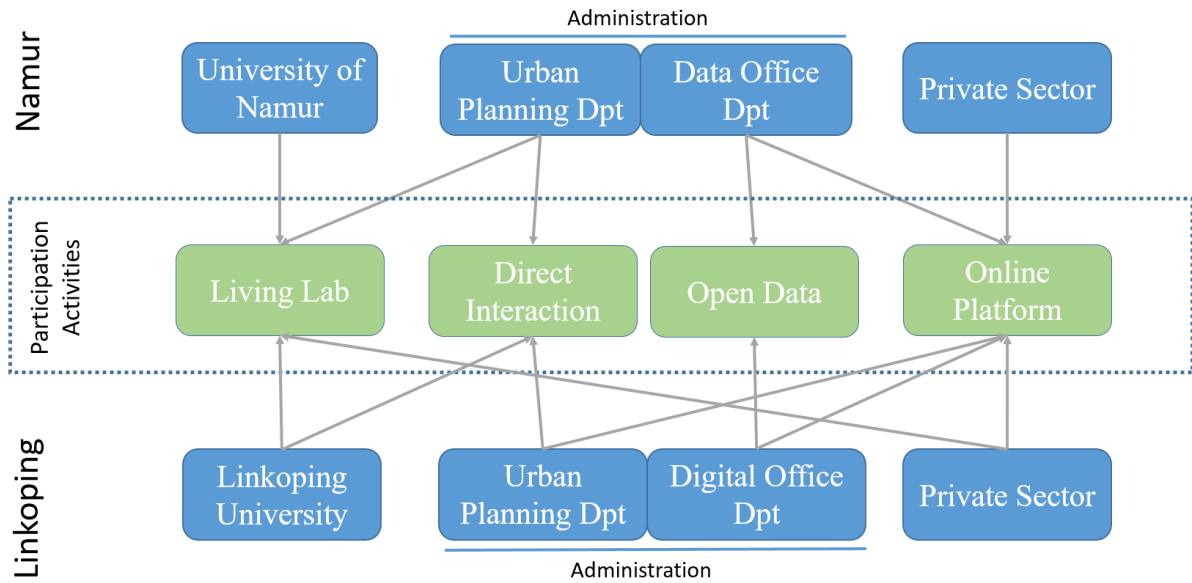 Administration
Namur
University of
Namur
Urban
Planning Dpt
Data Office
Dpt
Private Sector
Participation
Activities
Living Lab
Direct
Interaction
Open Data
Online
Platform
Linkoping
Linkoping
University
Urban
Planning Dpt
Digital Office
Dpt
Private Sector
Administration